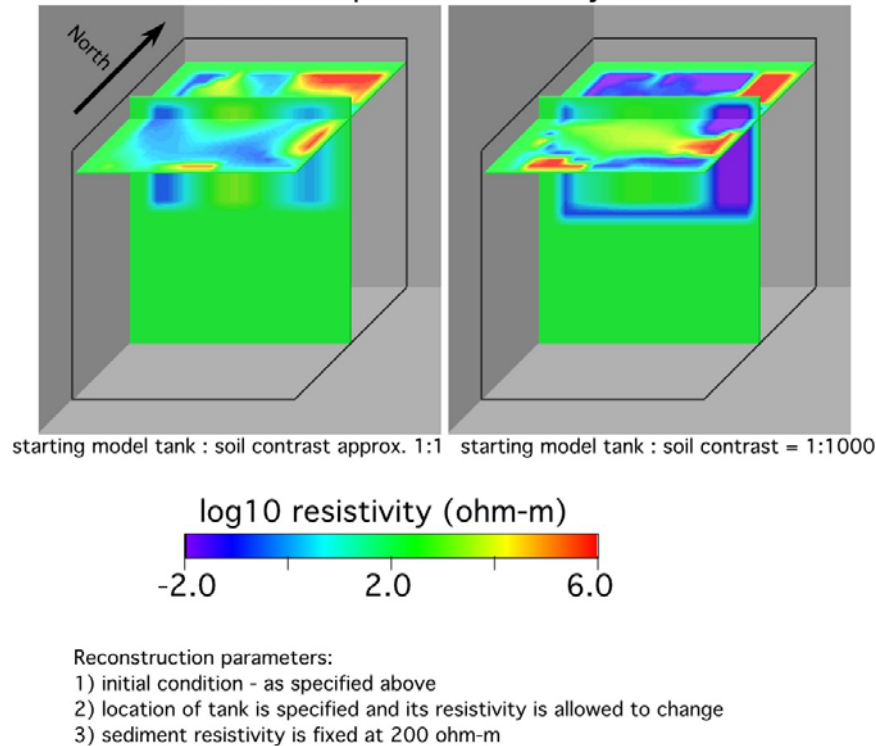 North
starting model tank : soil contrast approx. 1:1
starting model tank : soil contrast = 1:1000
log10 resistivity (ohm-m)
-2.0 2.0 6.0
Reconstruction parameters:
1) initial condition - as specified above
2) location of tank is specified and its resistivity is allowed to change
3) sediment resistivity is fixed at 200 ohm-m